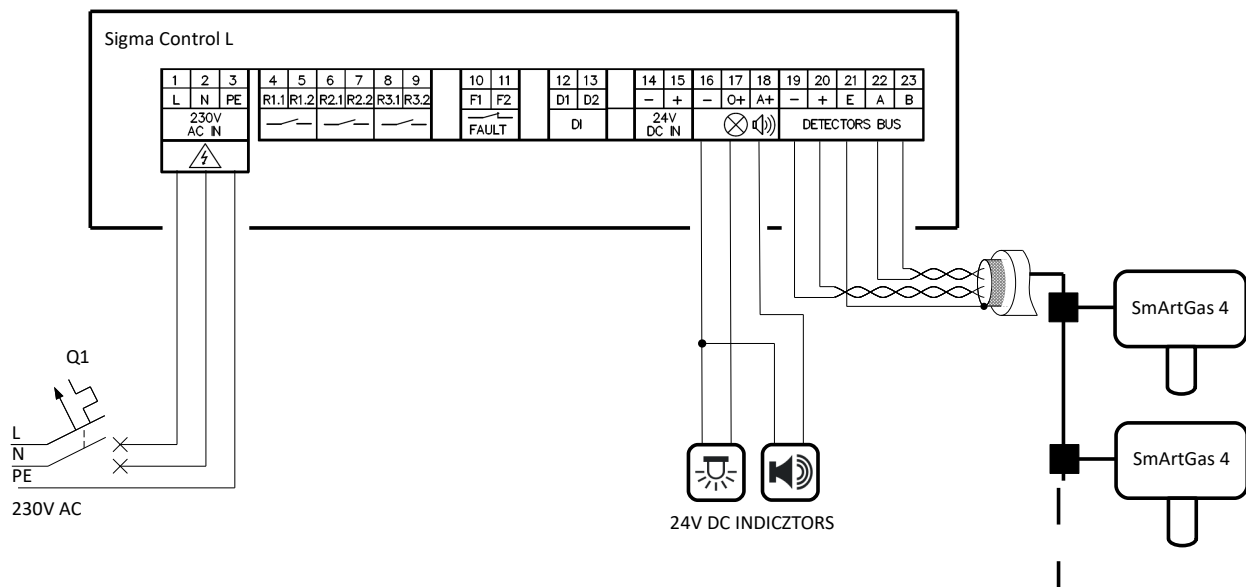 Sigma Control L
1 2 3 4 5 6 7 8 9 10 11 12 13 14 15 16 17 18 19 20 21 22 23
L N PE R1.1 R1.2 R2.1 R2.2 R3.1 R3.2 F1 F2 D1 D2 − + − O+ A+ − + E A B
230V
AC IN
FAULT
DI
24V
DC IN
DETECTORS BUS
SmArtGas 4
Q1
L
N
PE
230V AC
SmArtGas 4
24V DC INDICZTORS